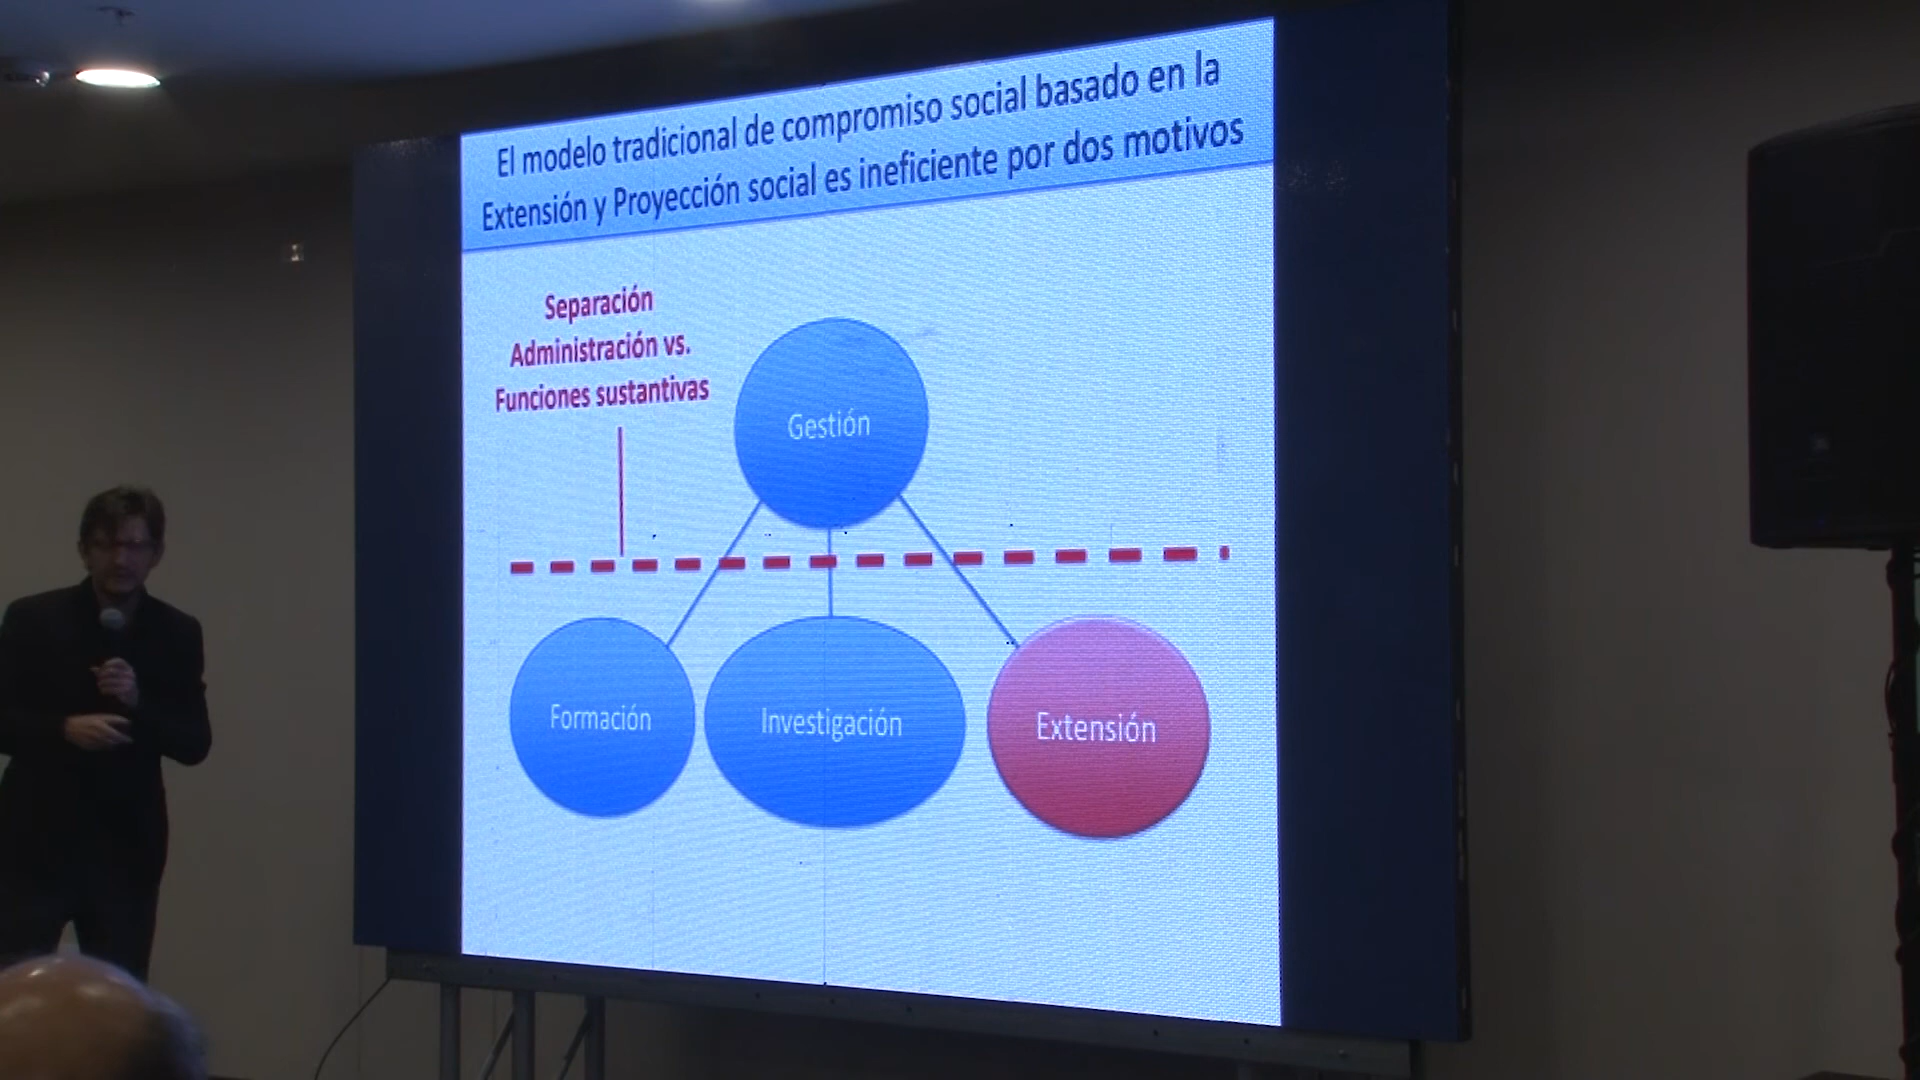 El modelo tradicional de compromiso social basado en la
Extensión y Proyección social es ineficiente por dos motivos
Separación
Administración vs.
Funciones sustantivas
Gestión
Formación
Investigación
Extensión